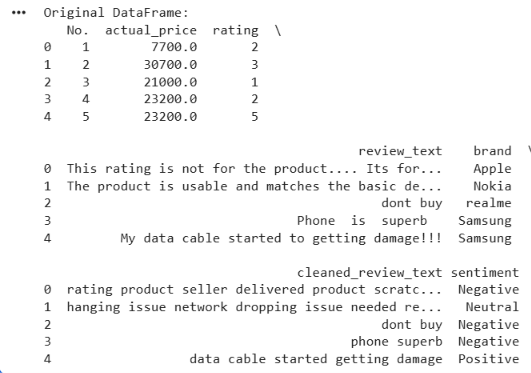 ••• Original DataFrame:
No. actual_price rating \
0 1 7700.0 2
1 2 30700.0 3
2 3 21000.0 1
3 4 23200.0 2
4 5 23200.0 5
review_text brand \
0 This rating is not for the product.... Its for... Apple
1 The product is usable and matches the basic de... Nokia
2 dont buy realme
3 Phone is superb Samsung
4 My data cable started to getting damage!!! Samsung
cleaned_review_text sentiment
0 rating product seller delivered product scratc... Negative
1 hanging issue network dropping issue needed re... Neutral
2 dont buy Negative
3 phone superb Negative
4 data cable started getting damage Positive